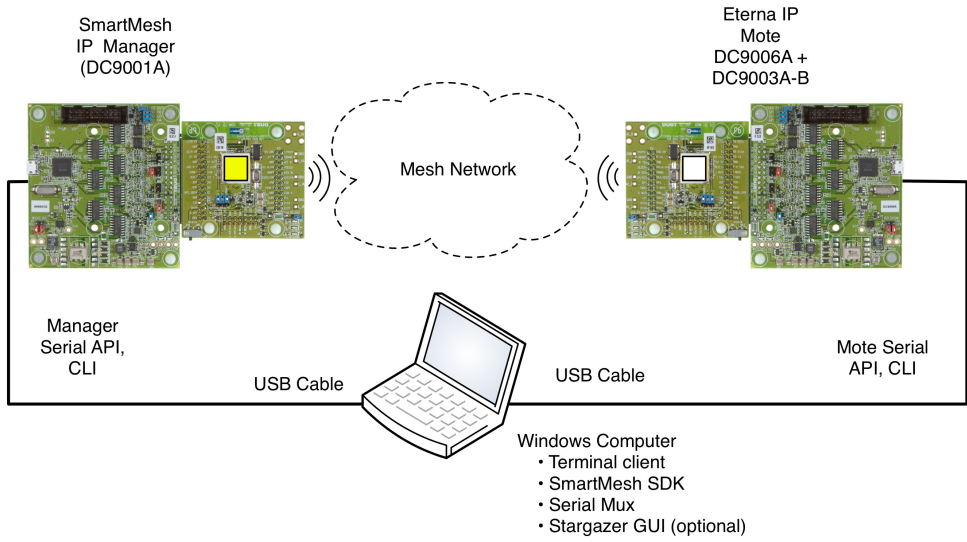 SmartMesh
IP Manager
(DC9001A)
Eterna IP
Mote
DC9006A +
DC9003A-B
Mesh Network
Manager
Serial API,
CLI
USB Cable
USB Cable
Mote Serial
API, CLI
Windows Computer
• Terminal client
• SmartMesh SDK
• Serial Mux
• Stargazer GUI (optional)